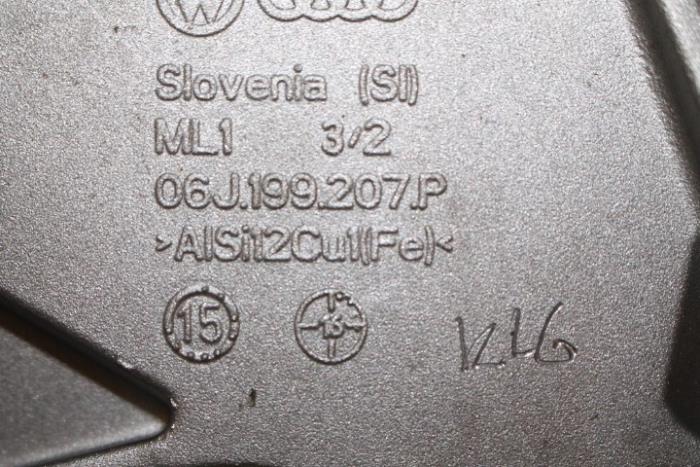 Slovenia (SI)
ML1 3/2
06J.199.207.P
>AlSi12Cu1(Fe)<
15